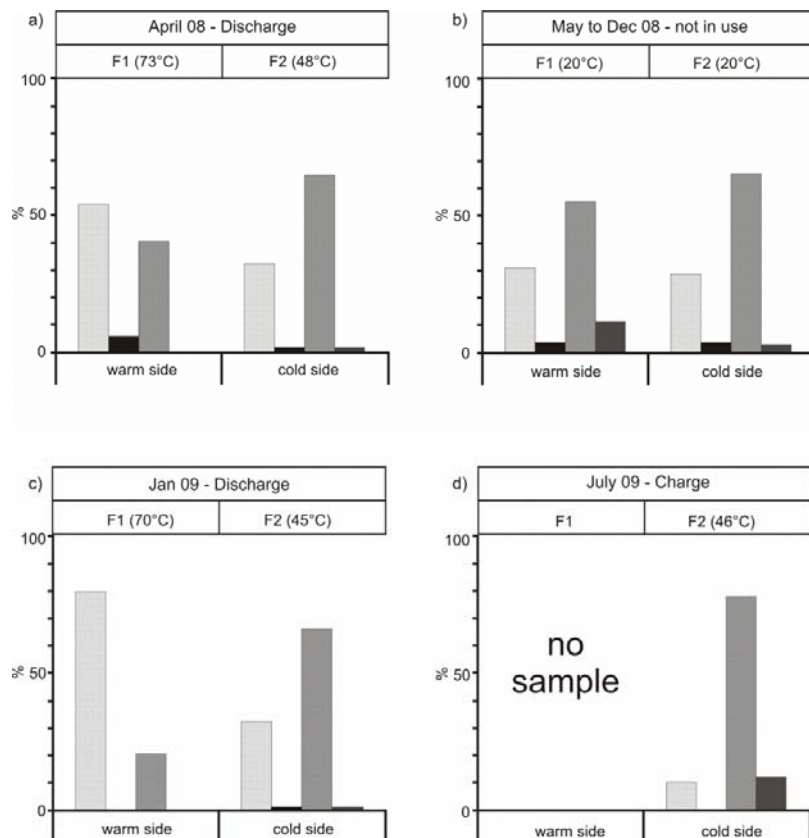 a)
April 08 - Discharge
F1 (73°C) F2 (48°C)
100
50
%
0
warm side cold side
b)
May to Dec 08 - not in use
F1 (20°C) F2 (20°C)
100
50
%
0
warm side cold side
c)
Jan 09 - Discharge
F1 (70°C) F2 (45°C)
100
50
%
0
warm side cold side
d)
July 09 - Charge
F1 F2 (46°C)
100
50
%
0
no
sample
warm side cold side